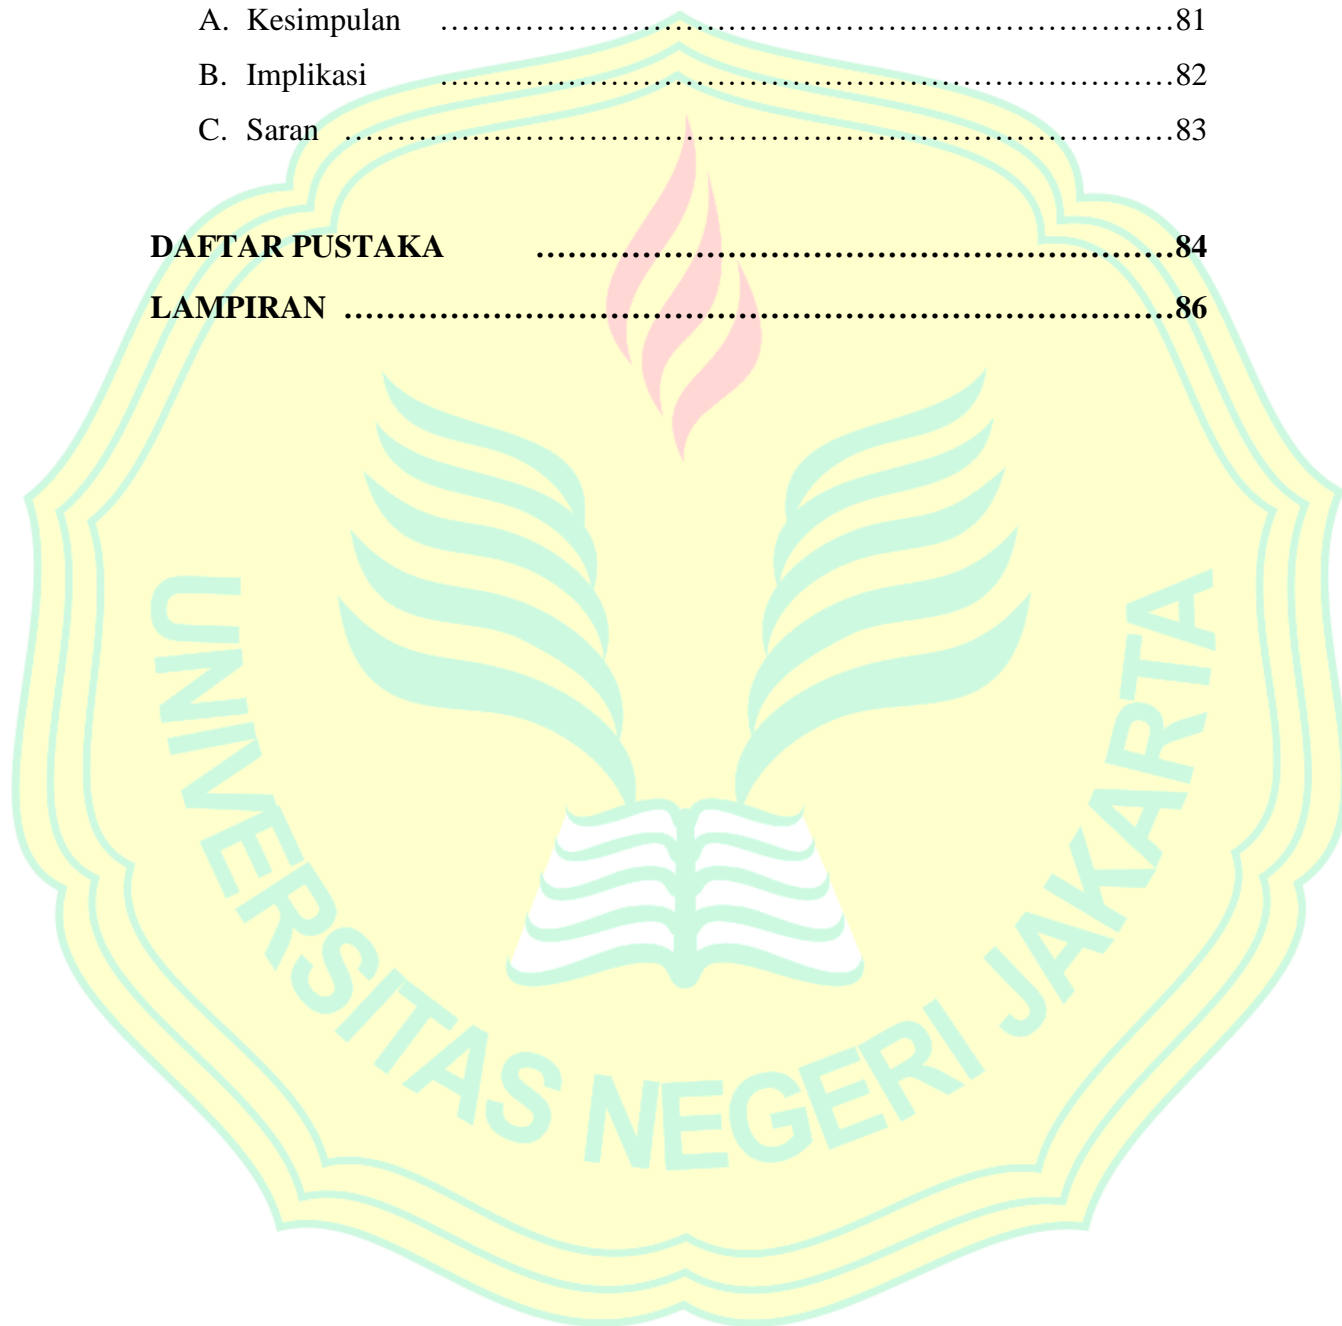 A. Kesimpulan ……………………………………………………………81
B. Implikasi ……………………………………………………………82
C. Saran ……………………………………………………………………83
DAFTAR PUSTAKA ……………………………………………………84
LAMPIRAN ……………………………………………………………………86
UNIVERSITAS NEGERI JAKARTA